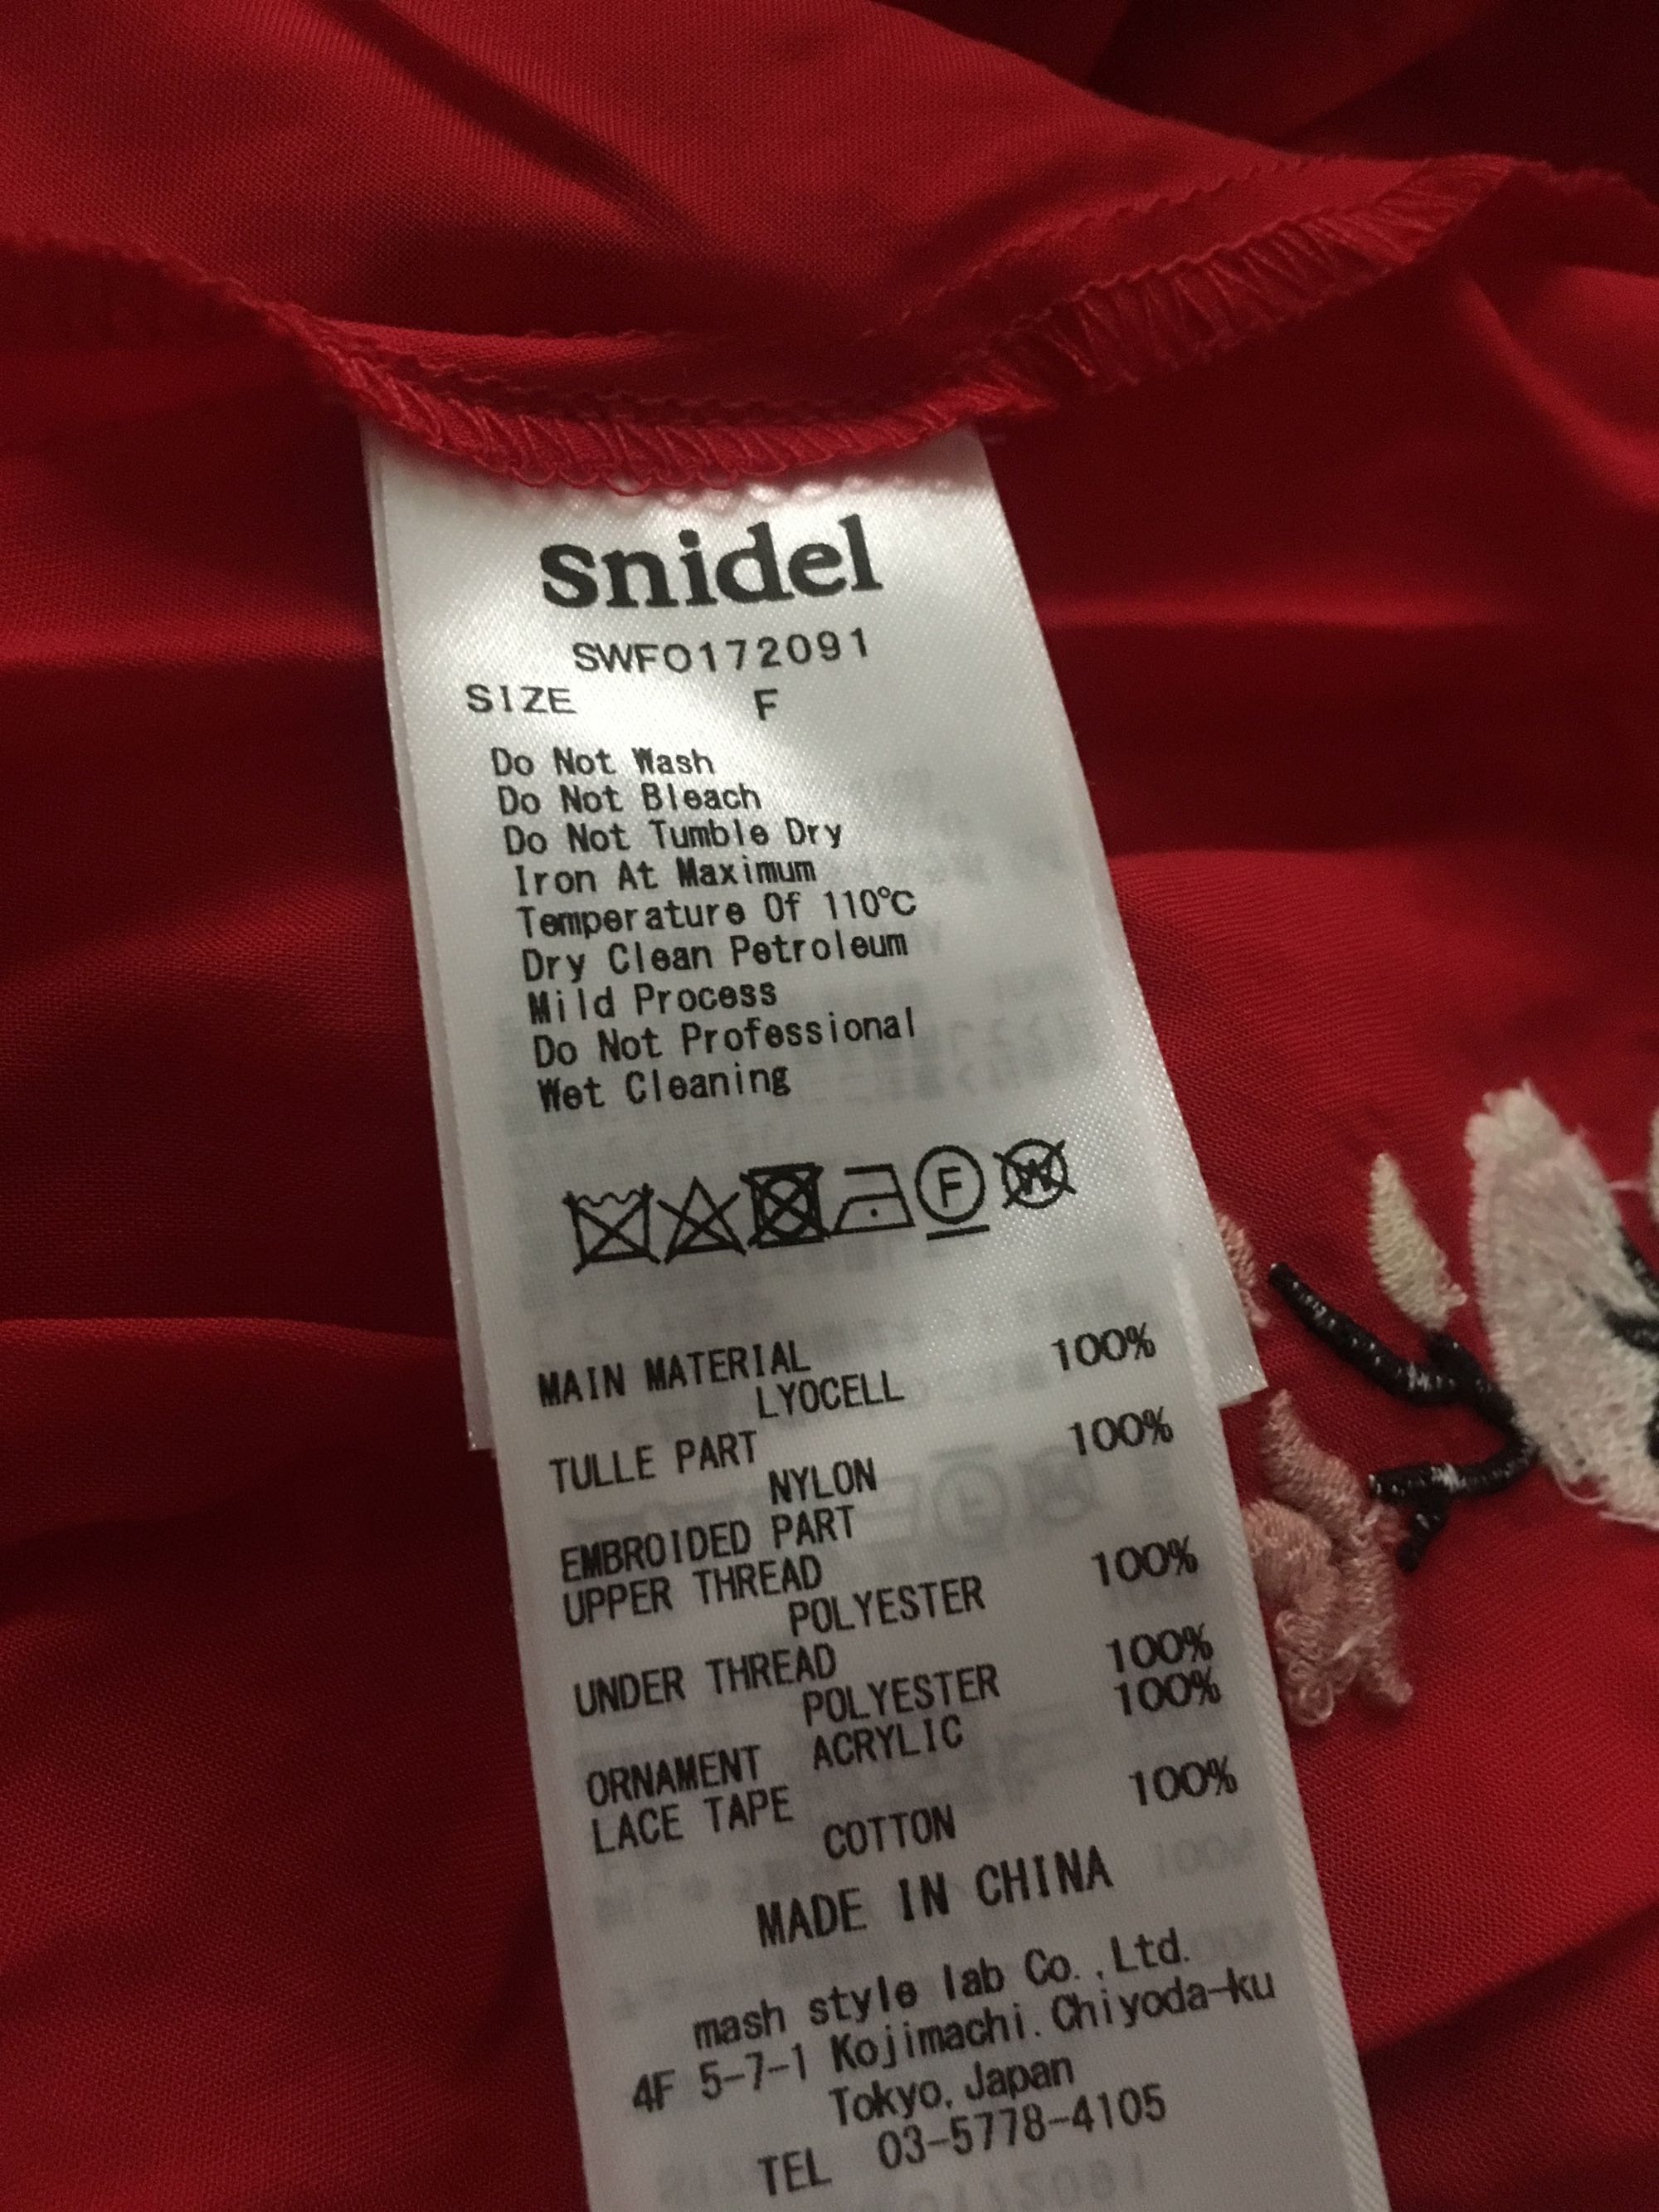 snidel
SWFO172091
SIZE F
Do Not Wash
Do Not Bleach
Do Not Tumble Dry
Iron At Maximum
Temperature Of 110℃
Dry Clean Petroleum
Mild Process
Do Not Professional
Wet Cleaning
F W
MAIN MATERIAL
LYOCELL 100%
TULLE PART
NYLON 100%
EMBROIDED PART
UPPER THREAD
POLYESTER 100%
UNDER THREAD
POLYESTER 100%
ORNAMENT ACRYLIC 100%
LACE TAPE
COTTON 100%
MADE IN CHINA
mash style lab Co.,Ltd.
4F 5-7-1 Kojimachi. Chiyoda-ku
Tokyo, Japan
TEL 03-5778-4105